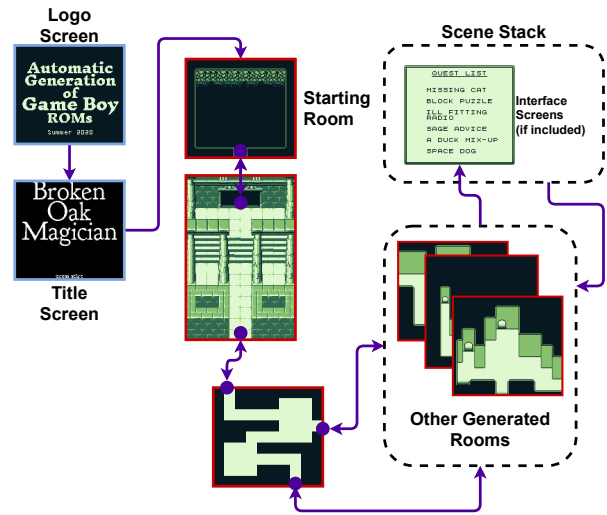 Logo
Screen
Automatic
Generation
of
Game Boy
ROMs
Summer 2020
Broken
Oak
Magician
Title
Screen
Starting
Room
Scene Stack
QUEST LIST
MISSING CAT
BLOCK PUZZLE
ILL FITTING
RADIO
SAGE ADVICE
A DUCK MIX-UP
SPACE DOG
Interface
Screens
(if included)
Other Generated
Rooms